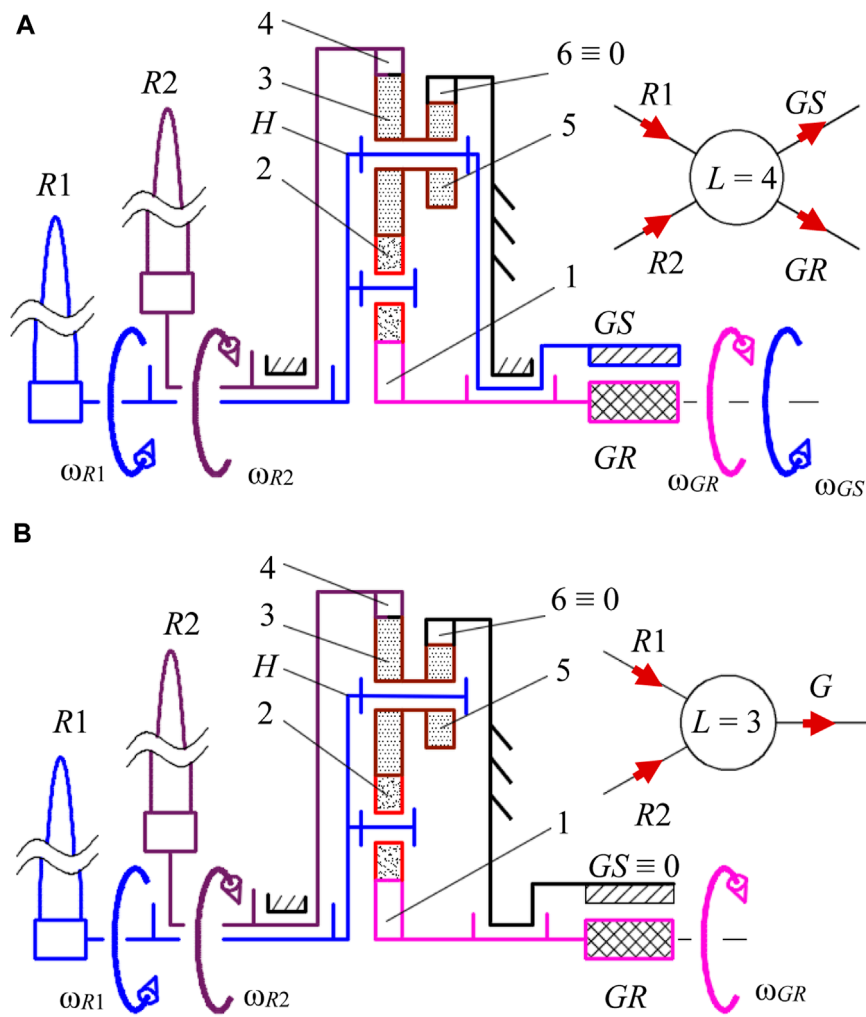 A
4
6 ≡ 0
3
R2
R1
GS
H
5
2
L = 4
R1
R2
GR
1
GS
GR
ωR1
ωR2
ωGR
ωGS
B
4
6 ≡ 0
3
R2
R1
G
H
5
2
L = 3
R1
R2
1
GS ≡ 0
GR
ωR1
ωR2
ωGR